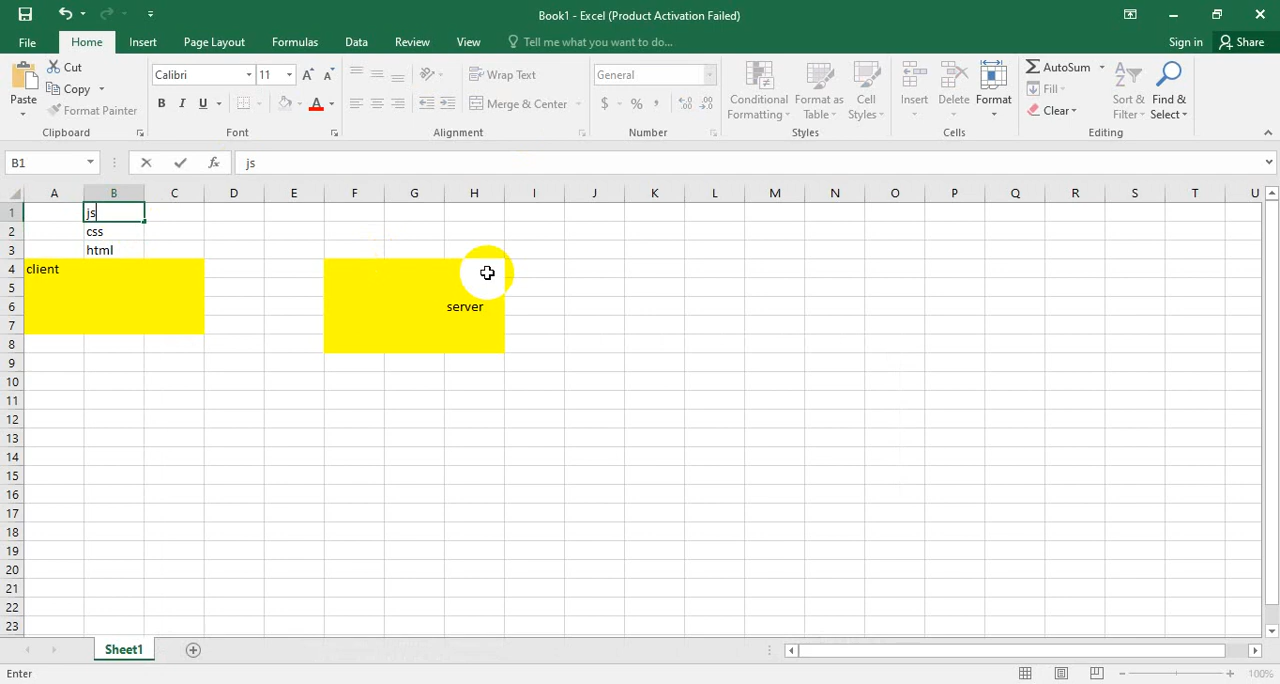 Book1 - Excel (Product Activation Failed)
File Home Insert Page Layout Formulas Data Review View Tell me what you want to do... Sign in Share
Paste
Cut
Copy
Format Painter
Clipboard
Calibri 11 A A
B I U A
Font
Wrap Text
Merge & Center
Alignment
General
$ % ,
Number
Conditional Formatting
Format as Table
Cell Styles
Styles
Insert
Delete
Format
Cells
AutoSum
Fill
Clear
Sort & Filter
Find & Select
Editing
B1 fx js
A B C D E F G H I J K L M N O P Q R S T U
1 js
2 css
3 html
4 client
5
6 server
7
8
9
10
11
12
13
14
15
16
17
18
19
20
21
22
23
Sheet1
Enter 100%